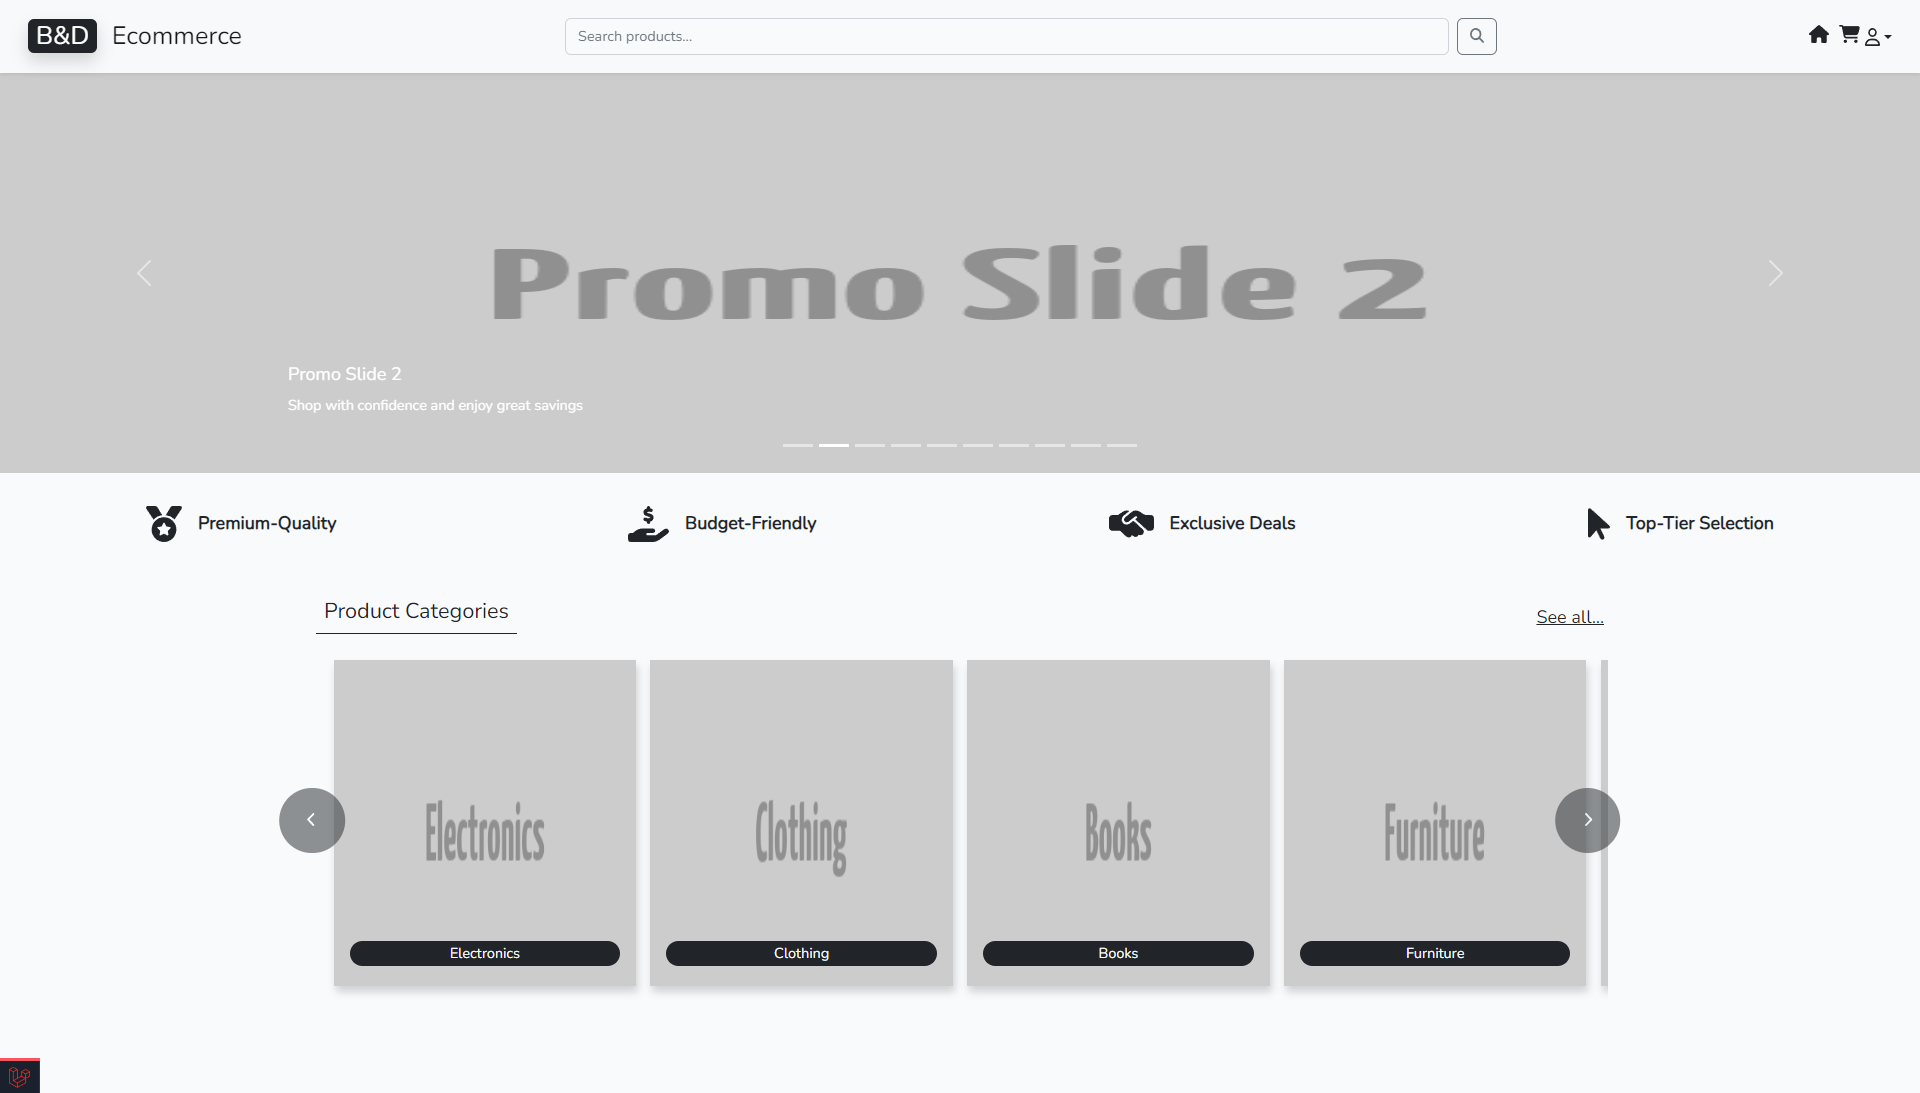 B&D Ecommerce
Search products...
Promo Slide 2
Promo Slide 2
Shop with confidence and enjoy great savings
Premium-Quality
Budget-Friendly
Exclusive Deals
Top-Tier Selection
Product Categories
See all...
Electronics
Clothing
Books
Furniture
Electronics
Clothing
Books
Furniture